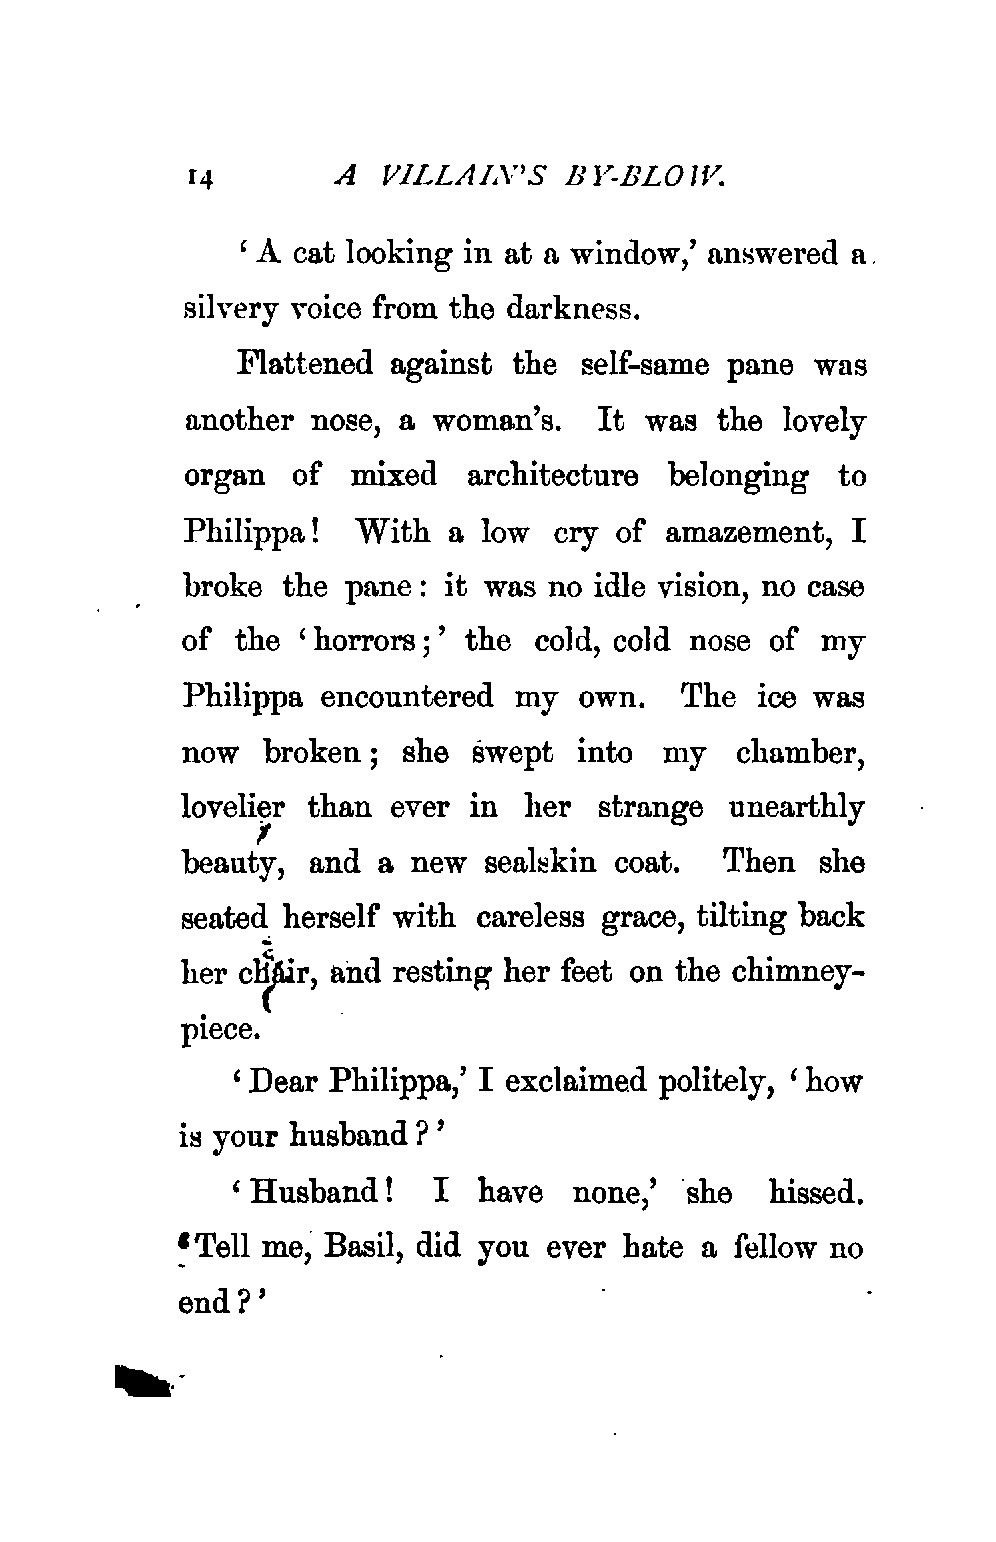 14 A VILLAIN'S BY-BLOW.
‘ A cat looking in at a window,’ answered a
silvery voice from the darkness.
Flattened against the self-same pane was
another nose, a woman’s. It was the lovely
organ of mixed architecture belonging to
Philippa! With a low cry of amazement, I
broke the pane: it was no idle vision, no case
of the ‘horrors;’ the cold, cold nose of my
Philippa encountered my own. The ice was
now broken; she swept into my chamber,
lovelier than ever in her strange unearthly
beauty, and a new sealskin coat. Then she
seated herself with careless grace, tilting back
her chair, and resting her feet on the chimney-
piece.
‘ Dear Philippa,’ I exclaimed politely, ‘ how
is your husband ? ’
‘ Husband! I have none,’ she hissed.
‘ Tell me, Basil, did you ever hate a fellow no
end ? ’